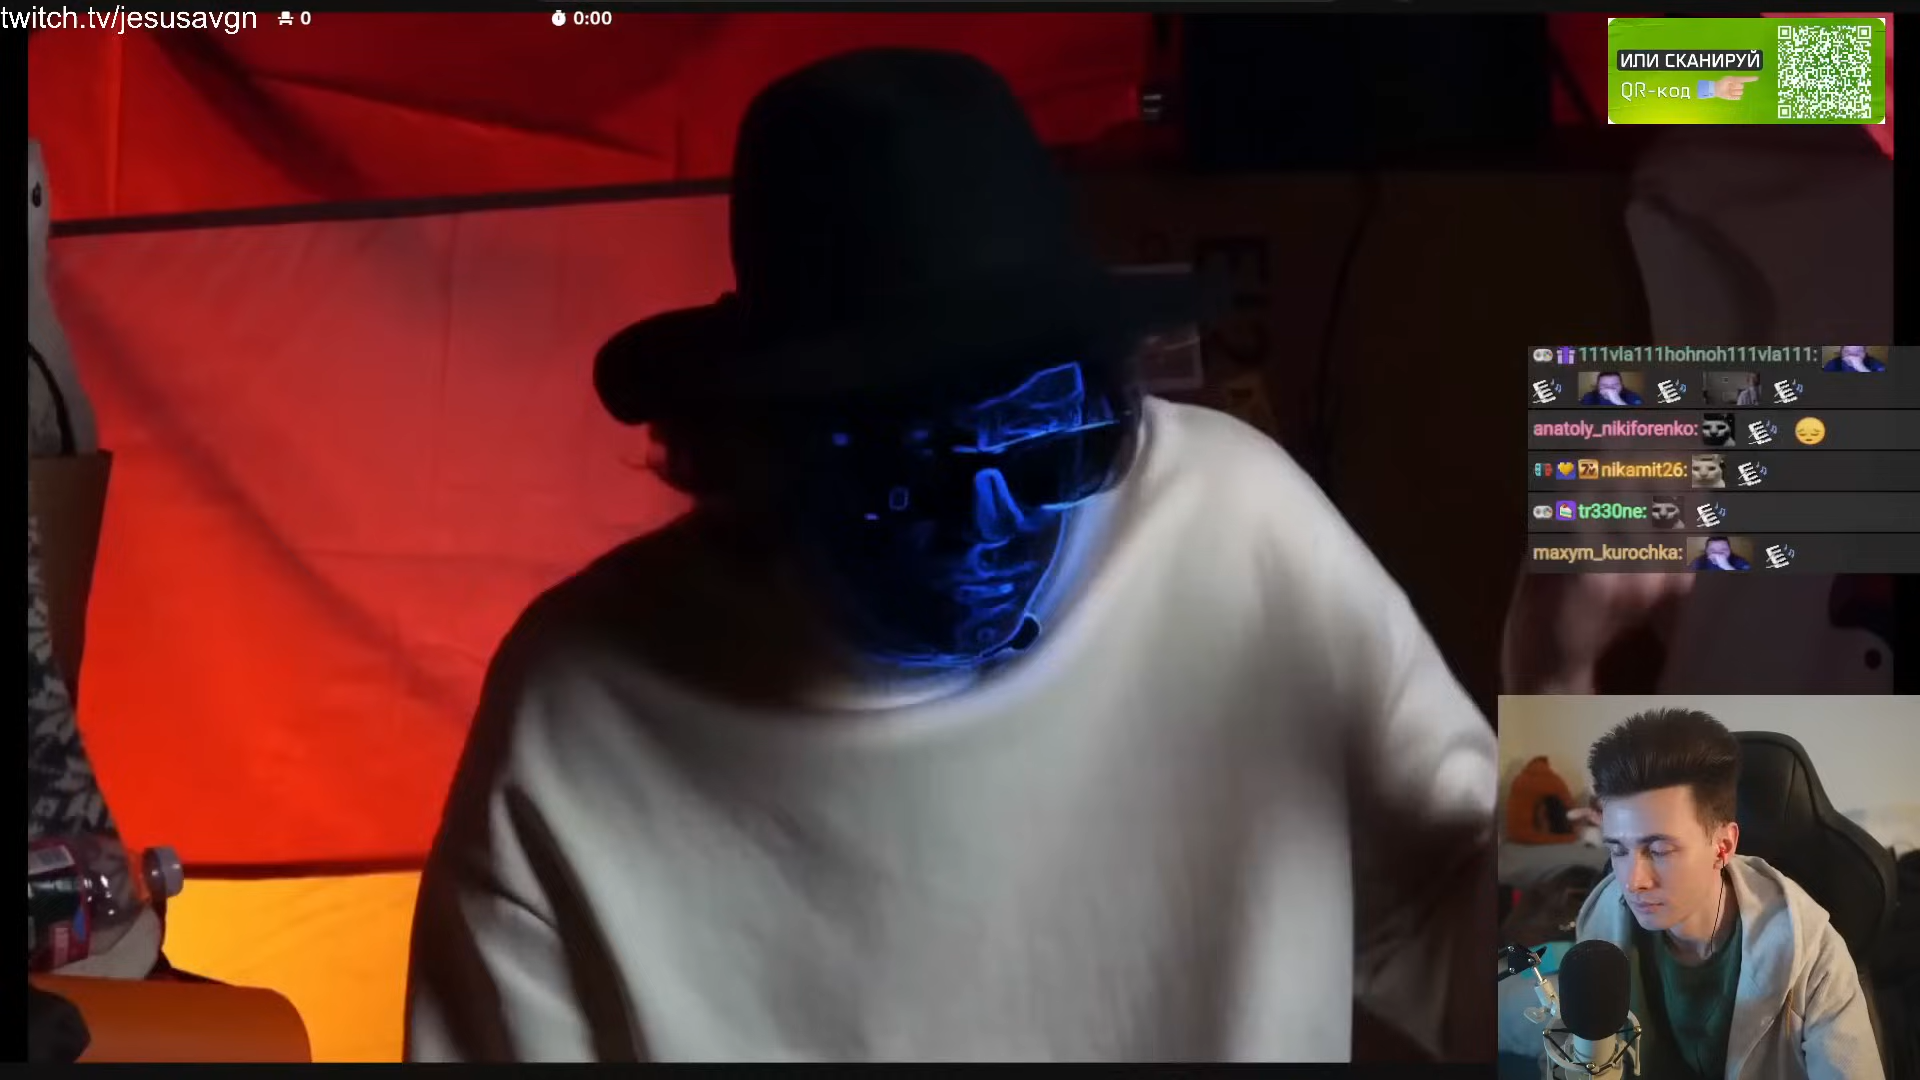 twitch.tv/jesusavgn
0
0:00
ИЛИ СКАНИРУЙ
QR-код
111vla111hohnoh111vla111:
anatoly_nikiforenko:
nikamit26:
tr330ne:
maxym_kurochka: